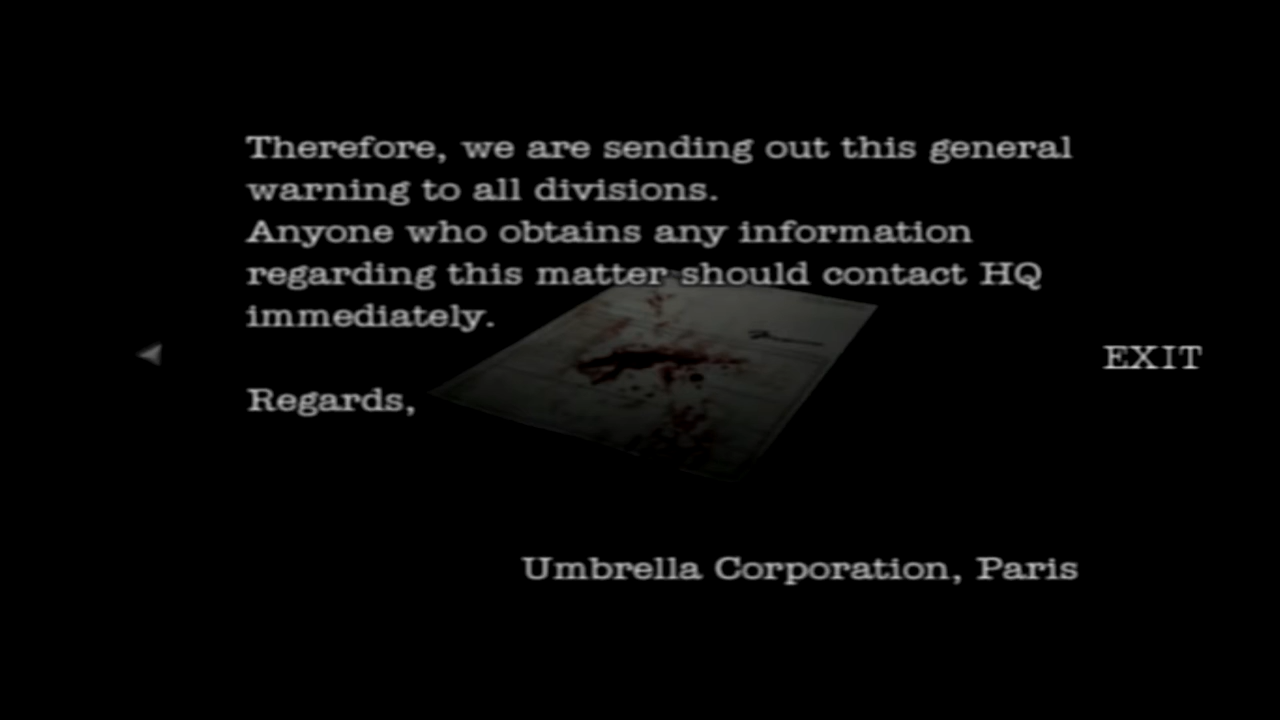 Therefore, we are sending out this general
warning to all divisions.
Anyone who obtains any information
regarding this matter should contact HQ
immediately.
EXIT
Regards,
Umbrella Corporation, Paris